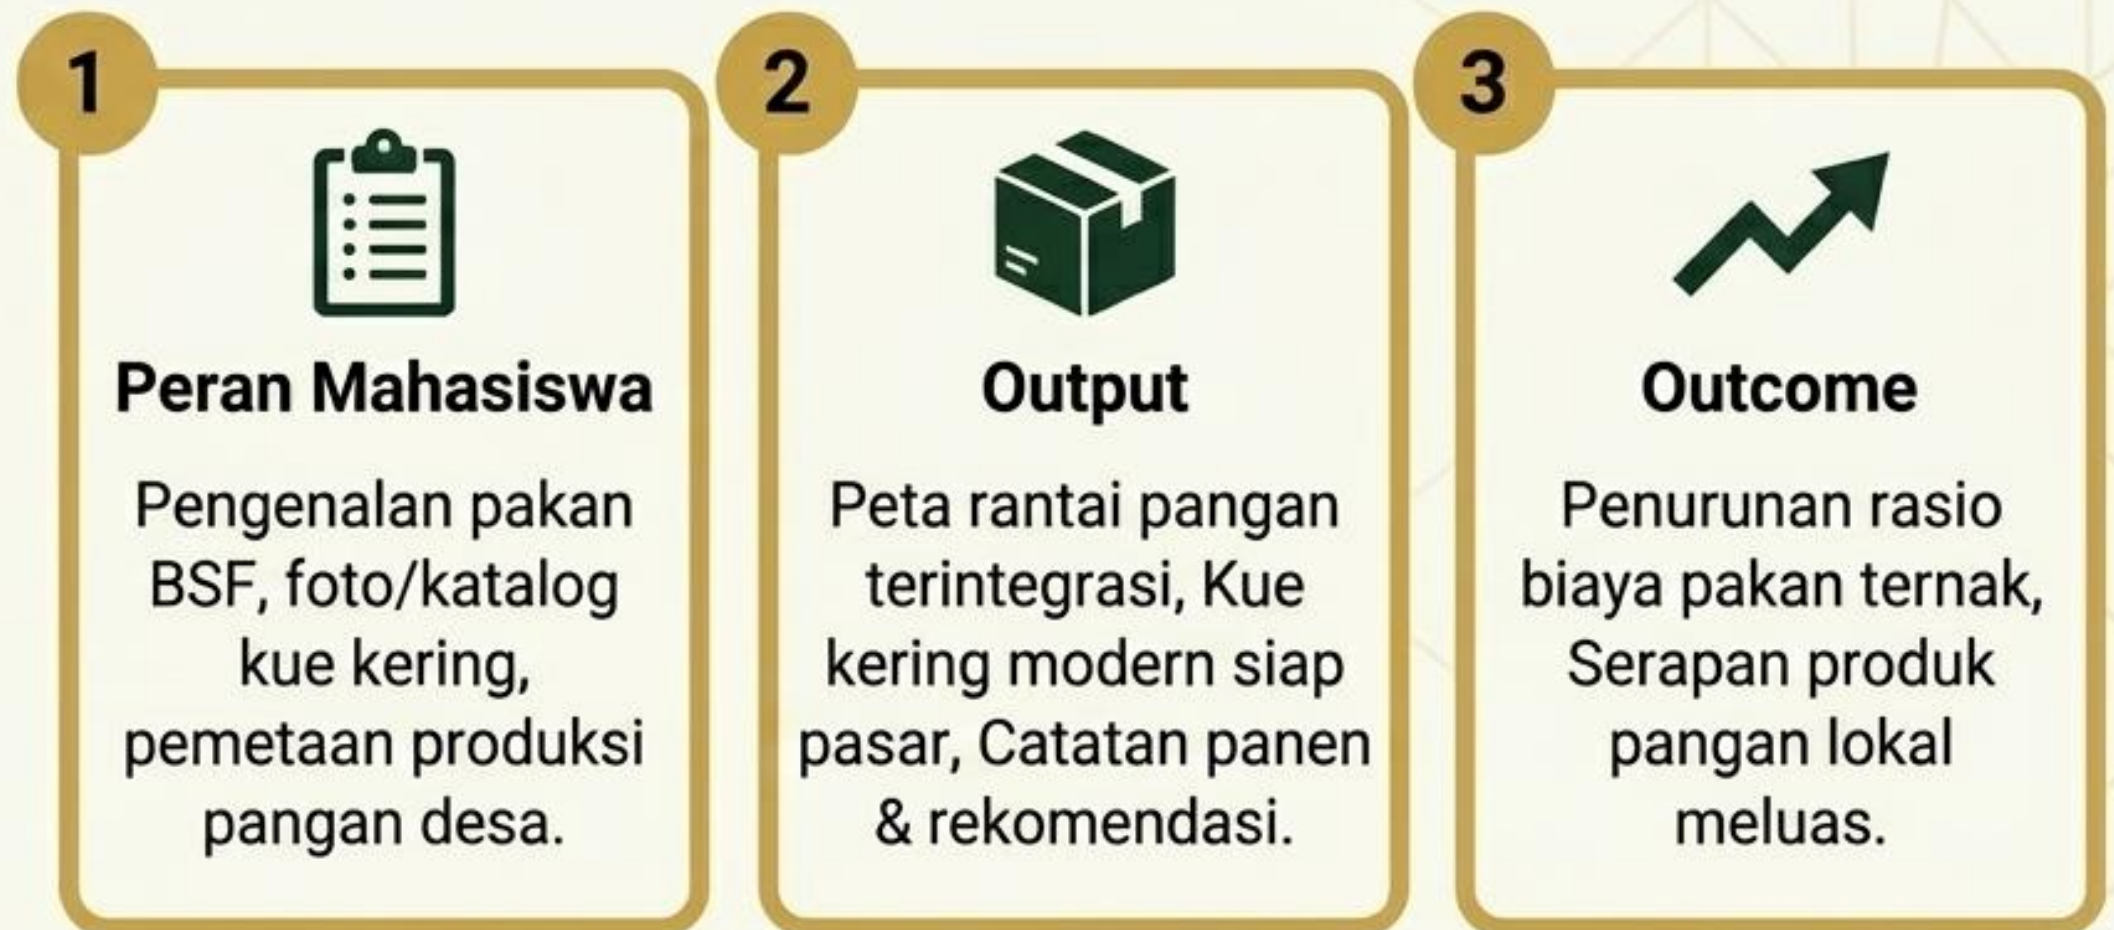 1
Peran Mahasiswa
Pengenalan pakan
BSF, foto/katalog
kue kering,
pemetaan produksi
pangan desa.
2
Output
Peta rantai pangan
terintegrasi, Kue
kering modern siap
pasar, Catatan panen
& rekomendasi.
3
Outcome
Penurunan rasio
biaya pakan ternak,
Serapan produk
pangan lokal
meluas.